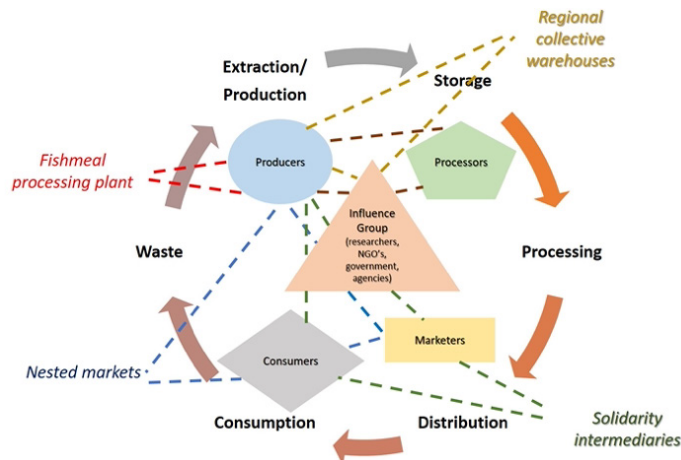 Regional
collective
warehouses
Extraction/
Production
Storage
Fishmeal
processing plant
Producers
Processors
Influence
Group
(researchers,
NGO's,
government,
agencies)
Waste
Processing
Nested markets
Consumers
Marketers
Consumption
Distribution
Solidarity
intermediaries